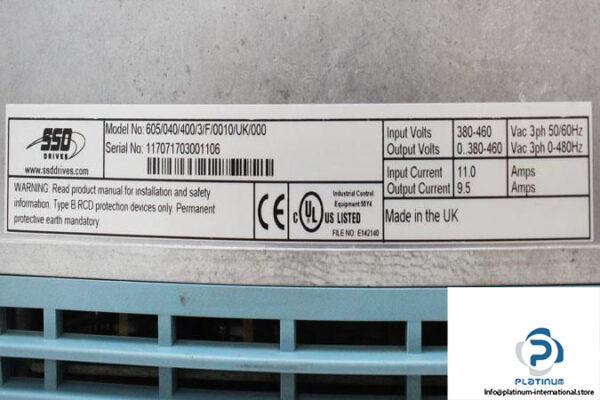 SSD
DRIVES
www.ssddrives.com
Model No: 605/040/400/3/F/0010/UK/000
Serial No: 117071703001106
Input Volts 380-460 Vac 3ph 50/60Hz
Output Volts 0..380-460 Vac 3ph 0-480Hz
Input Current 11.0 Amps
Output Current 9.5 Amps
WARNING: Read product manual for installation and safety
information. Type B RCD protection devices only. Permanent
protective earth mandatory.
CE
C UL US LISTED
Industrial Control
Equipment 56Y4
FILE NO: E142140
Made in the UK
PLATINUM
Info@platinum-international.store